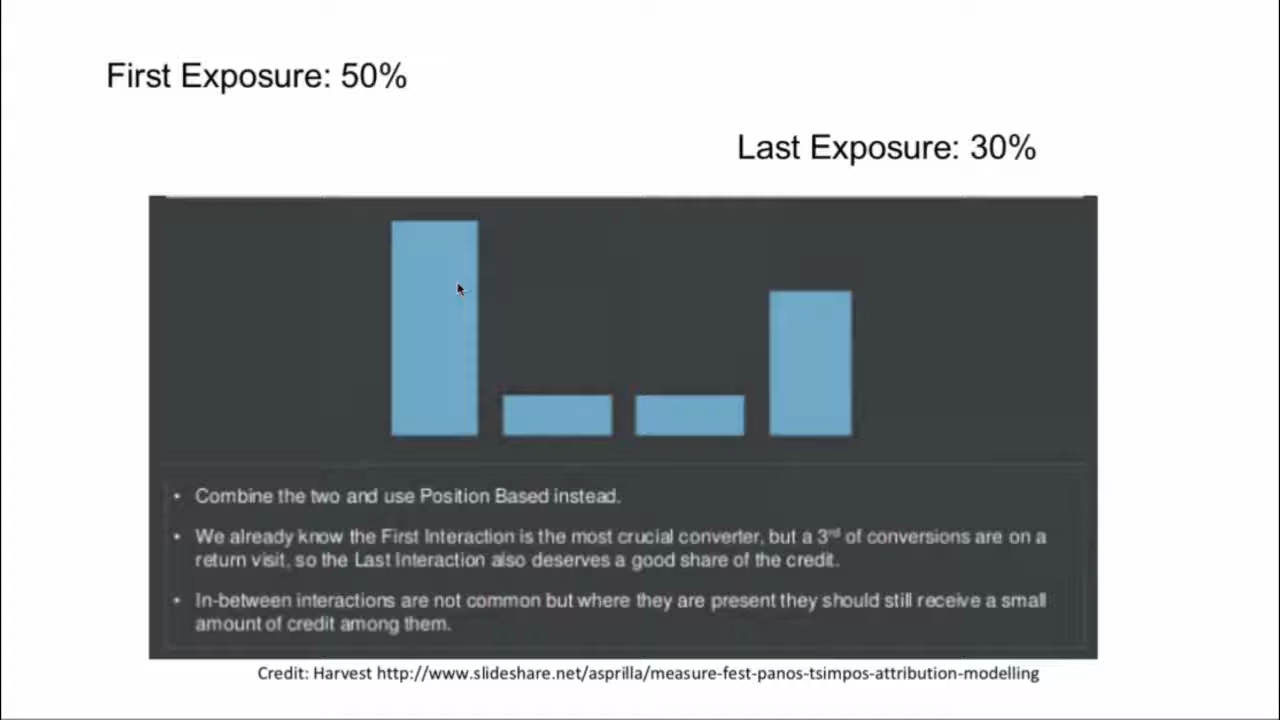 First Exposure: 50%
Last Exposure: 30%
• Combine the two and use Position Based instead.
• We already know the First Interaction is the most crucial converter, but a 3rd of conversions are on a
return visit, so the Last Interaction also deserves a good share of the credit.
• In-between interactions are not common but where they are present they should still receive a small
amount of credit among them.
Credit: Harvest http://www.slideshare.net/asprilla/measure-fest-panos-tsimpos-attribution-modelling